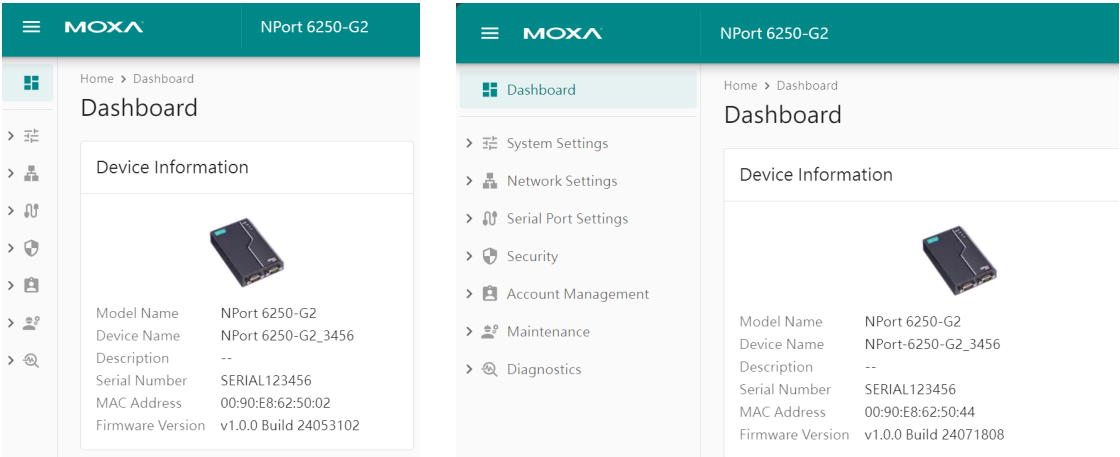 MOXA NPort 6250-G2
Home > Dashboard
Dashboard
Device Information
Model Name NPort 6250-G2
Device Name NPort 6250-G2_3456
Description --
Serial Number SERIAL123456
MAC Address 00:90:E8:62:50:02
Firmware Version v1.0.0 Build 24053102
MOXA NPort 6250-G2
Dashboard
System Settings
Network Settings
Serial Port Settings
Security
Account Management
Maintenance
Diagnostics
Home > Dashboard
Dashboard
Device Information
Model Name NPort 6250-G2
Device Name NPort-6250-G2_3456
Description --
Serial Number SERIAL123456
MAC Address 00:90:E8:62:50:44
Firmware Version v1.0.0 Build 24071808